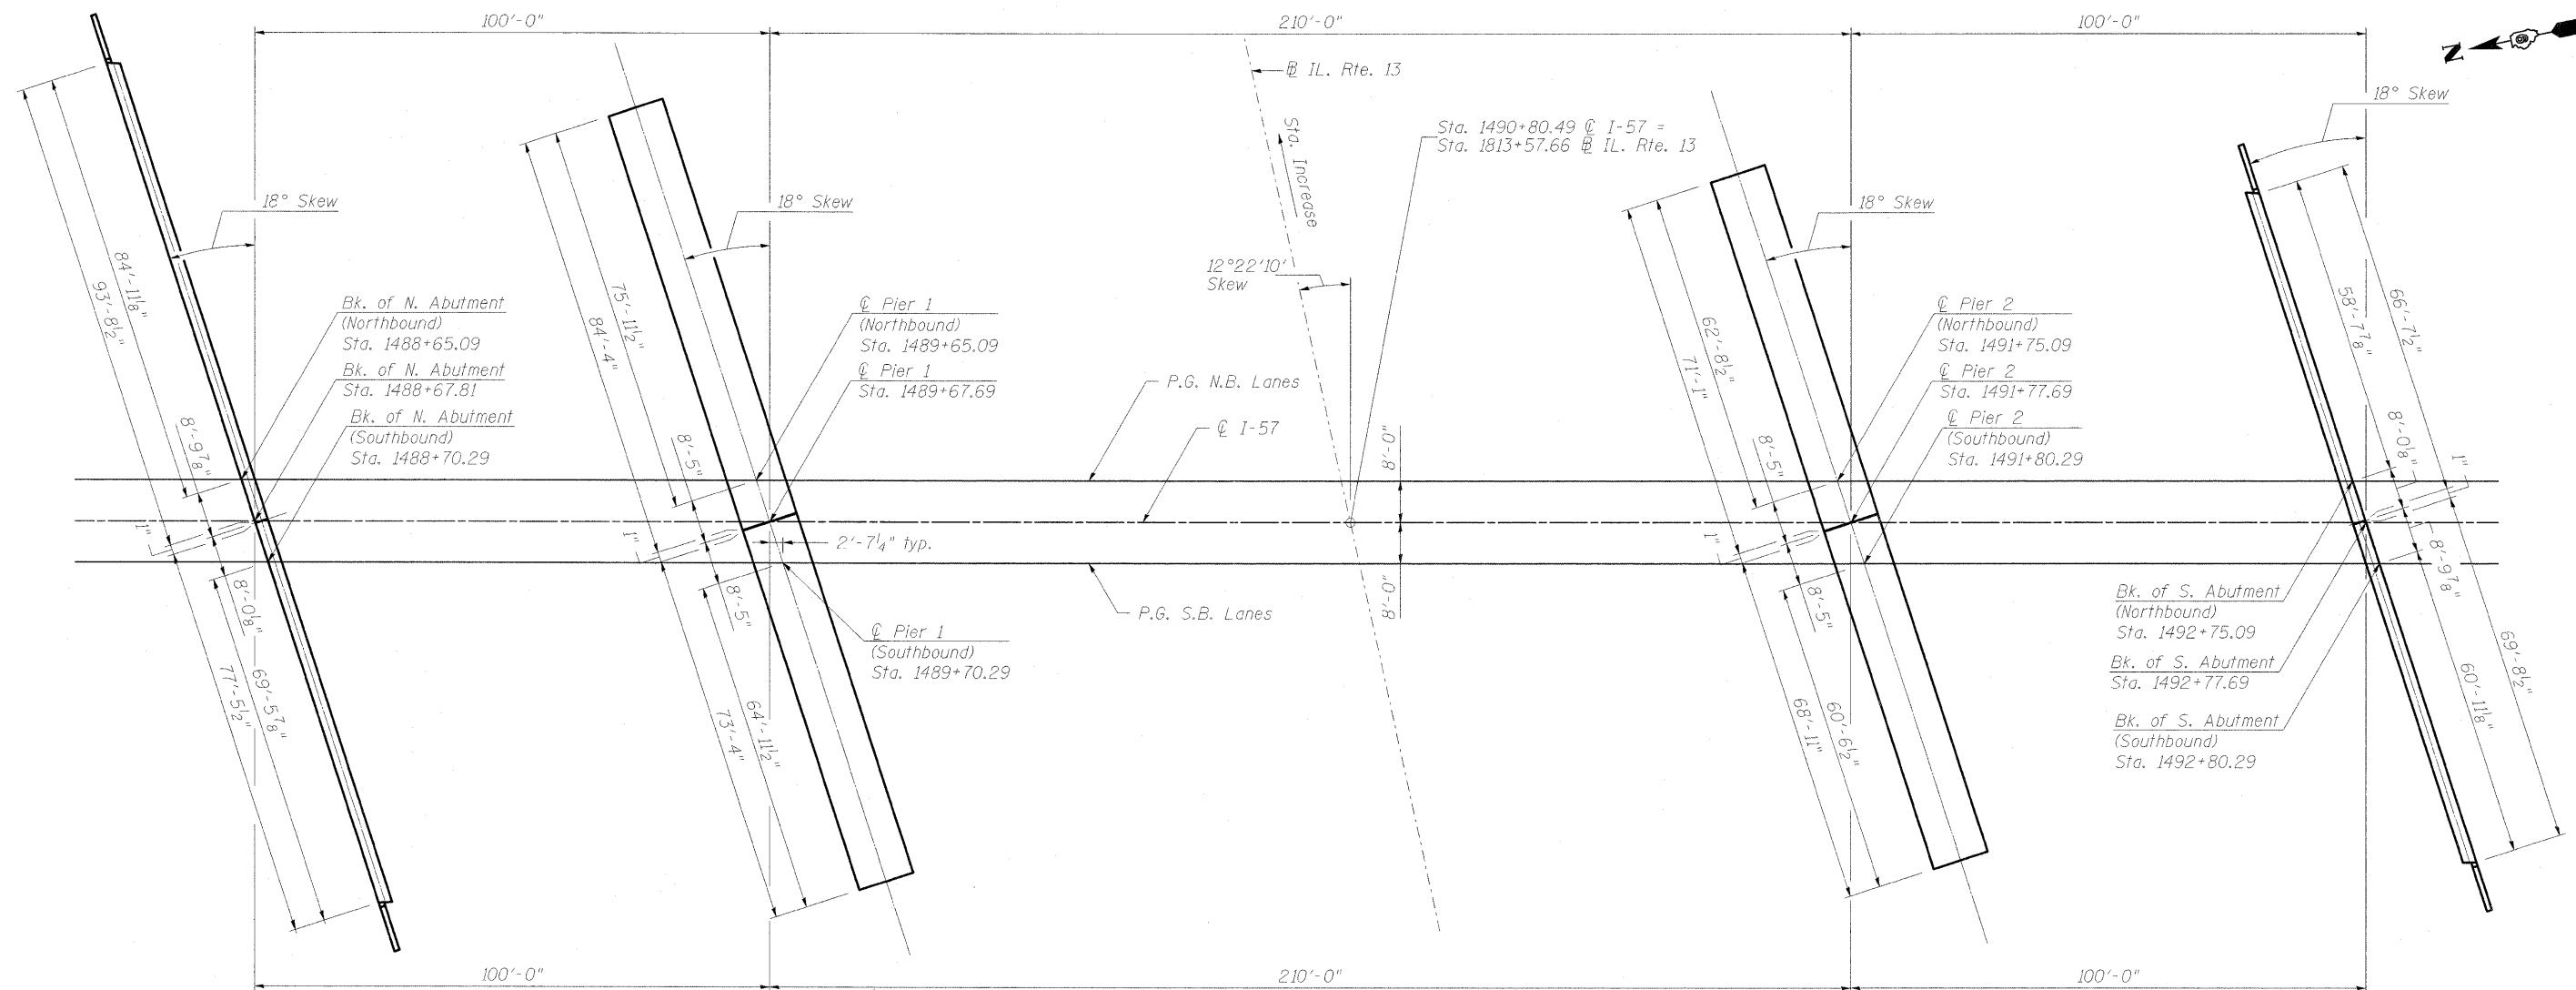 100'-0"
210'-0"
100'-0"
N
℄ IL. Rte. 13
Sta. Increase
Sta. 1490+80.49 ℄ I-57 =
Sta. 1813+57.66 ℄ IL. Rte. 13
18° Skew
18° Skew
18° Skew
18° Skew
12°22'10"
Skew
84'-11⅛"
93'-8½"
8'-9⅞"
1"
8'-0⅛"
69'-5⅞"
77'-5½"
Bk. of N. Abutment
(Northbound)
Sta. 1488+65.09
Bk. of N. Abutment
Sta. 1488+67.81
Bk. of N. Abutment
(Southbound)
Sta. 1488+70.29
75'-11½"
84'-4"
8'-5"
1"
8'-5"
64'-11½"
73'-4"
℄ Pier 1
(Northbound)
Sta. 1489+65.09
℄ Pier 1
Sta. 1489+67.69
2'-7¼" typ.
℄ Pier 1
(Southbound)
Sta. 1489+70.29
P.G. N.B. Lanes
℄ I-57
P.G. S.B. Lanes
8'-0"
8'-0"
62'-8½"
71'-1"
8'-5"
1"
8'-5"
60'-6½"
68'-11"
℄ Pier 2
(Northbound)
Sta. 1491+75.09
℄ Pier 2
Sta. 1491+77.69
℄ Pier 2
(Southbound)
Sta. 1491+80.29
66'-7½"
58'-7⅞"
8'-0⅛"
1"
8'-9⅞"
60'-11⅛"
69'-8½"
Bk. of S. Abutment
(Northbound)
Sta. 1492+75.09
Bk. of S. Abutment
Sta. 1492+77.69
Bk. of S. Abutment
(Southbound)
Sta. 1492+80.29
100'-0"
210'-0"
100'-0"